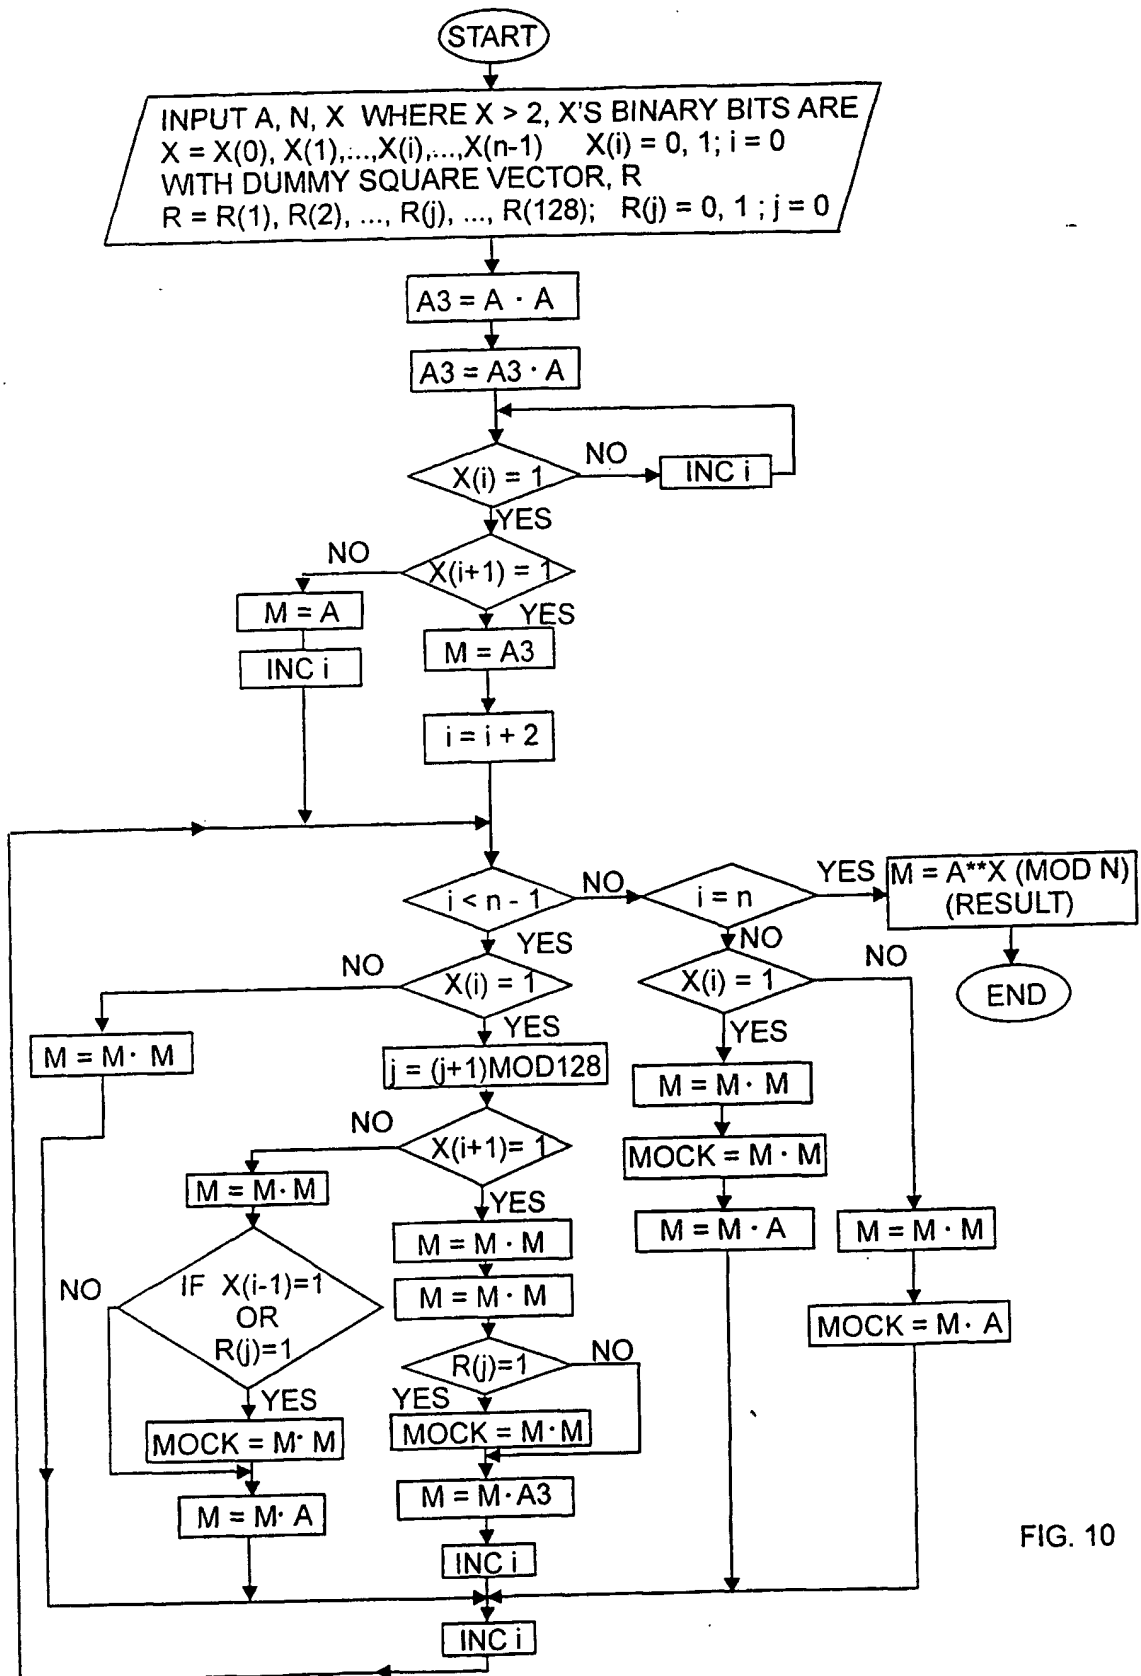 START
INPUT A, N, X WHERE X > 2, X'S BINARY BITS ARE
X = X(0), X(1),...,X(i),...,X(n-1) X(i) = 0, 1; i = 0
WITH DUMMY SQUARE VECTOR, R
R = R(1), R(2), ..., R(j), ..., R(128); R(j) = 0, 1 ; j = 0
A3 = A · A
A3 = A3 · A
X(i) = 1
NO
INC i
YES
X(i+1) = 1
NO
M = A
INC i
YES
M = A3
i = i + 2
i < n - 1
NO
i = n
YES
M = A**X (MOD N)
(RESULT)
END
YES
NO
X(i) = 1
NO
X(i) = 1
NO
M = M · M
YES
j = (j+1)MOD128
YES
M = M · M
MOCK = M · M
M = M · A
M = M · M
MOCK = M · A
X(i+1)= 1
NO
M = M · M
IF X(i-1)=1
OR
R(j)=1
NO
YES
MOCK = M · M
M = M · A
YES
M = M · M
M = M · M
R(j)=1
NO
YES
MOCK = M · M
M = M · A3
INC i
INC i
FIG. 10